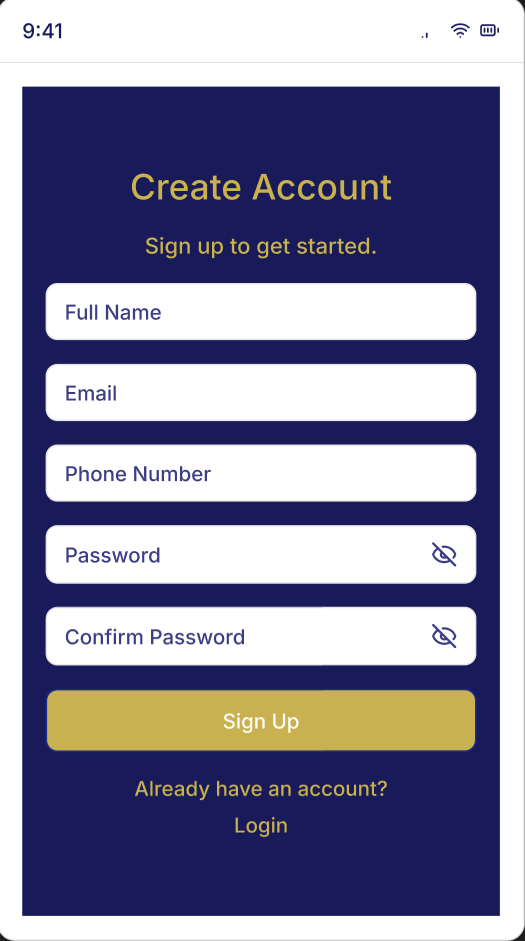 9:41
Create Account
Sign up to get started.
Full Name
Email
Phone Number
Password
Confirm Password
Sign Up
Already have an account?
Login